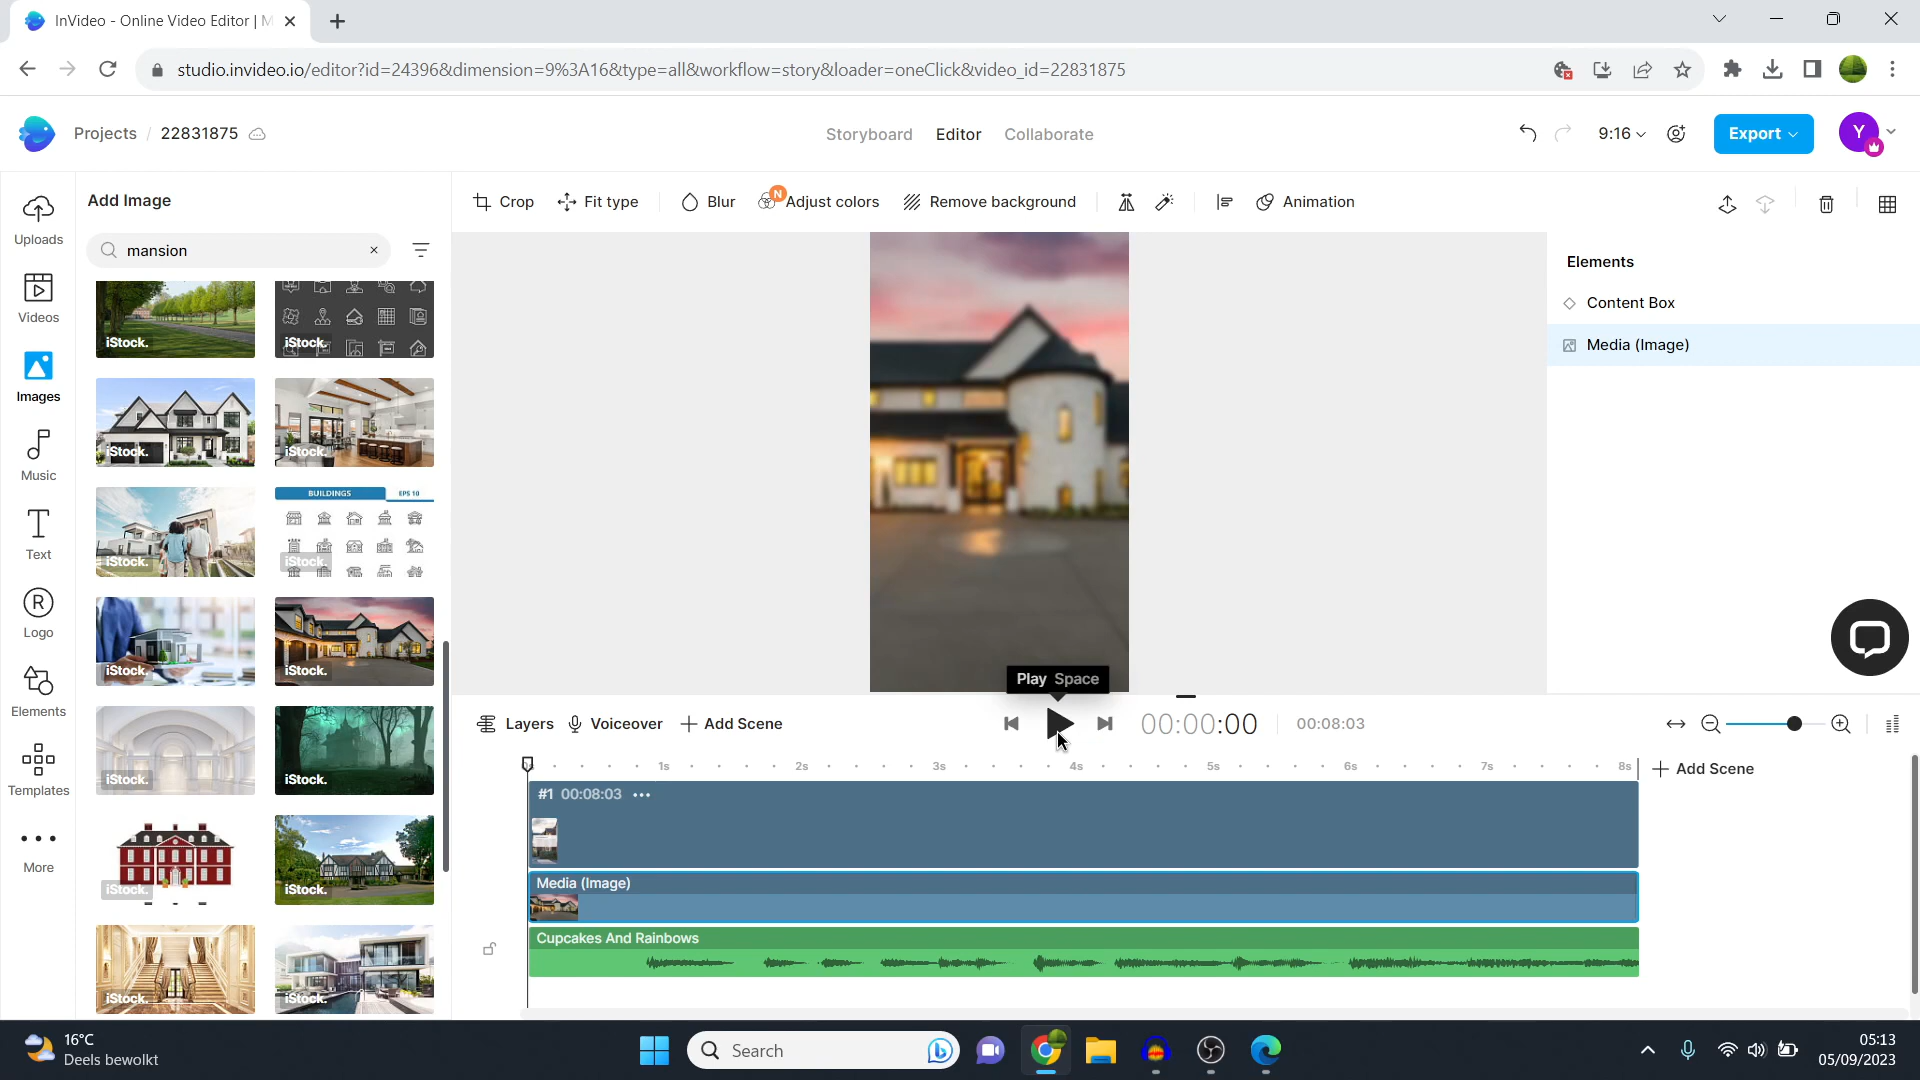 InVideo - Online Video Editor | M
studio.invideo.io/editor?id=24396&dimension=9%3A16&type=all&workflow=story&loader=oneClick&video_id=22831875
Projects / 22831875
Storyboard Editor Collaborate
9:16
Export
Y
Uploads
Videos
Images
Music
Text
Logo
Elements
Templates
More
Add Image
mansion
iStock.
iStock.
iStock.
iStock.
iStock.
BUILDINGS EPS 10
iStock.
iStock.
iStock.
iStock.
iStock.
iStock.
iStock.
iStock.
iStock.
Crop Fit type Blur N Adjust colors Remove background Animation
Elements
Content Box
Media (Image)
Play Space
Layers Voiceover + Add Scene 00:00:00 00:08:03
1s 2s 3s 4s 5s 6s 7s 8s
+ Add Scene
#1 00:08:03 •••
Media (Image)
Cupcakes And Rainbows
16°C
Deels bewolkt
Search
05:13
05/09/2023